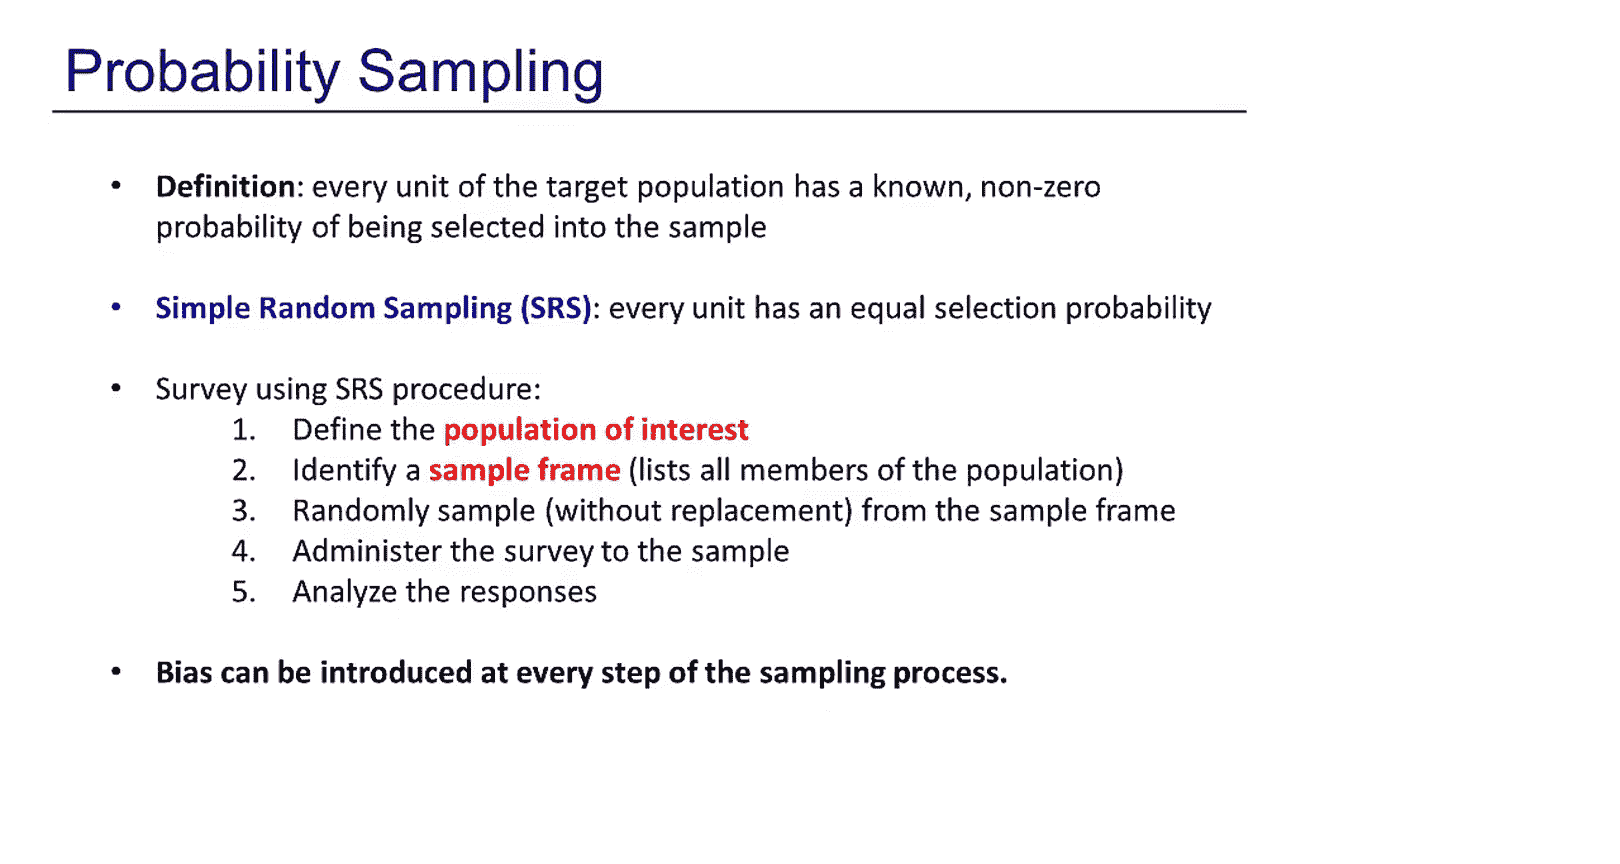 Probability Sampling
• Definition: every unit of the target population has a known, non-zero
probability of being selected into the sample
• Simple Random Sampling (SRS): every unit has an equal selection probability
• Survey using SRS procedure:
1. Define the population of interest
2. Identify a sample frame (lists all members of the population)
3. Randomly sample (without replacement) from the sample frame
4. Administer the survey to the sample
5. Analyze the responses
• Bias can be introduced at every step of the sampling process.